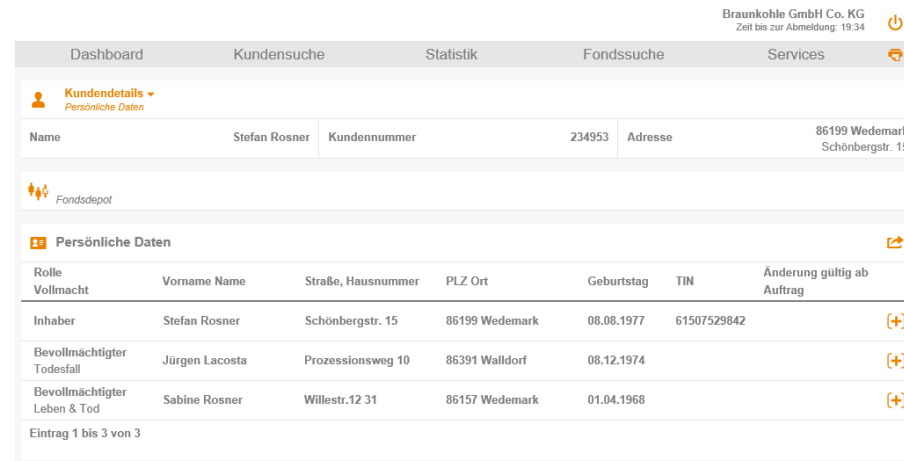 Braunkohle GmbH Co. KG
Zeit bis zur Abmeldung: 19:34
Dashboard Kundensuche Statistik Fondssuche Services
Kundendetails
Persönliche Daten
Name Stefan Rosner Kundennummer 234953 Adresse 86199 Wedemark
Schönbergstr. 15
Fondsdepot
Persönliche Daten
Rolle
Vollmacht Vorname Name Straße, Hausnummer PLZ Ort Geburtstag TIN Änderung gültig ab
Auftrag
Inhaber Stefan Rosner Schönbergstr. 15 86199 Wedemark 08.08.1977 61507529842
Bevollmächtigter
Todesfall Jürgen Lacosta Prozessionsweg 10 86391 Walldorf 08.12.1974
Bevollmächtigter
Leben & Tod Sabine Rosner Willestr.12 31 86157 Wedemark 01.04.1968
Eintrag 1 bis 3 von 3